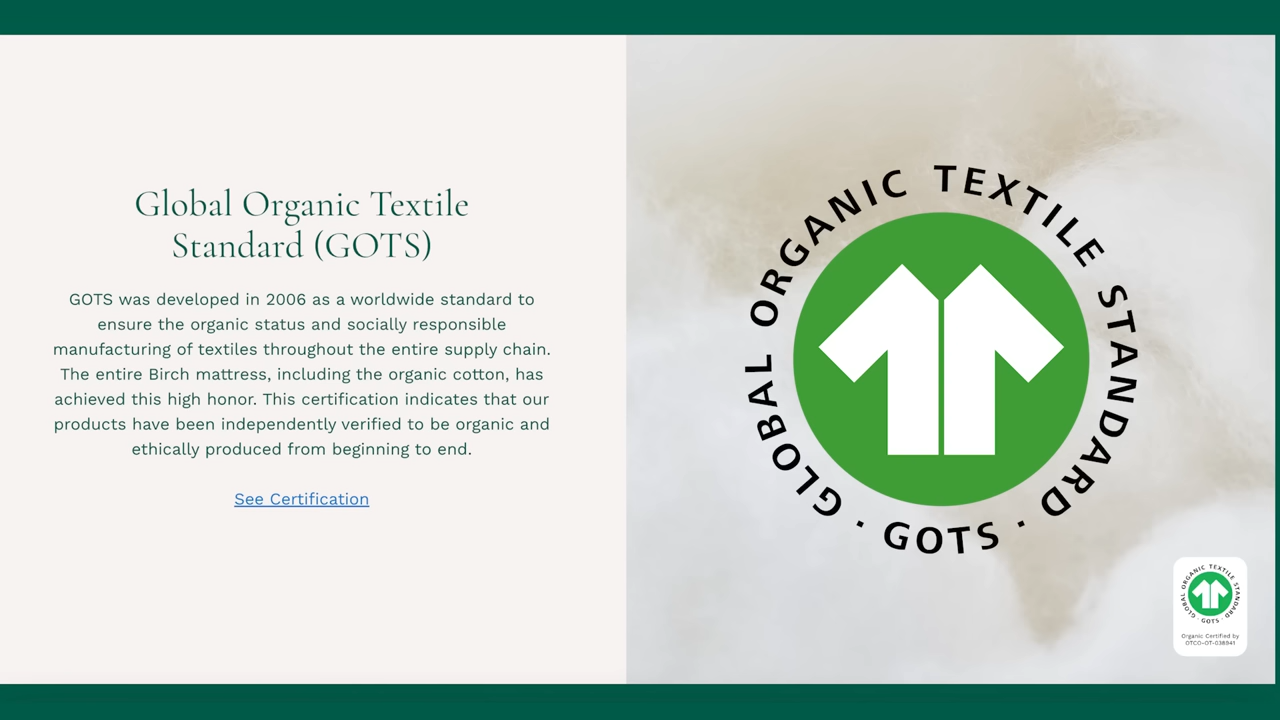 Global Organic Textile
Standard (GOTS)
GOTS was developed in 2006 as a worldwide standard to
ensure the organic status and socially responsible
manufacturing of textiles throughout the entire supply chain.
The entire Birch mattress, including the organic cotton, has
achieved this high honor. This certification indicates that our
products have been independently verified to be organic and
ethically produced from beginning to end.
See Certification
GLOBAL ORGANIC TEXTILE STANDARD · GOTS ·
GLOBAL ORGANIC TEXTILE STANDARD · GOTS ·
Organic Certified by
OTCO-OT-038941